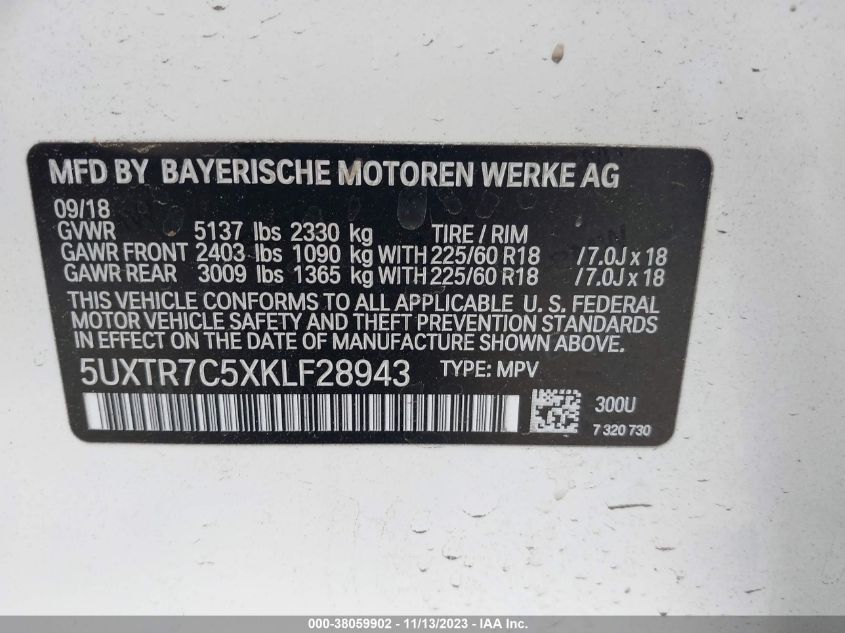 MFD BY BAYERISCHE MOTOREN WERKE AG
09/18
GVWR 5137 lbs 2330 kg TIRE / RIM
GAWR FRONT 2403 lbs 1090 kg WITH 225/60 R18 /7.0J x 18
GAWR REAR 3009 lbs 1365 kg WITH 225/60 R18 /7.0J x 18
THIS VEHICLE CONFORMS TO ALL APPLICABLE U. S. FEDERAL
MOTOR VEHICLE SAFETY AND THEFT PREVENTION STANDARDS
IN EFFECT ON THE DATE OF MANUFACTURE SHOWN ABOVE.
5UXTR7C5XKLF28943 TYPE: MPV
300U
7 320 730
000-38059902 — 11/13/2023 — IAA Inc.